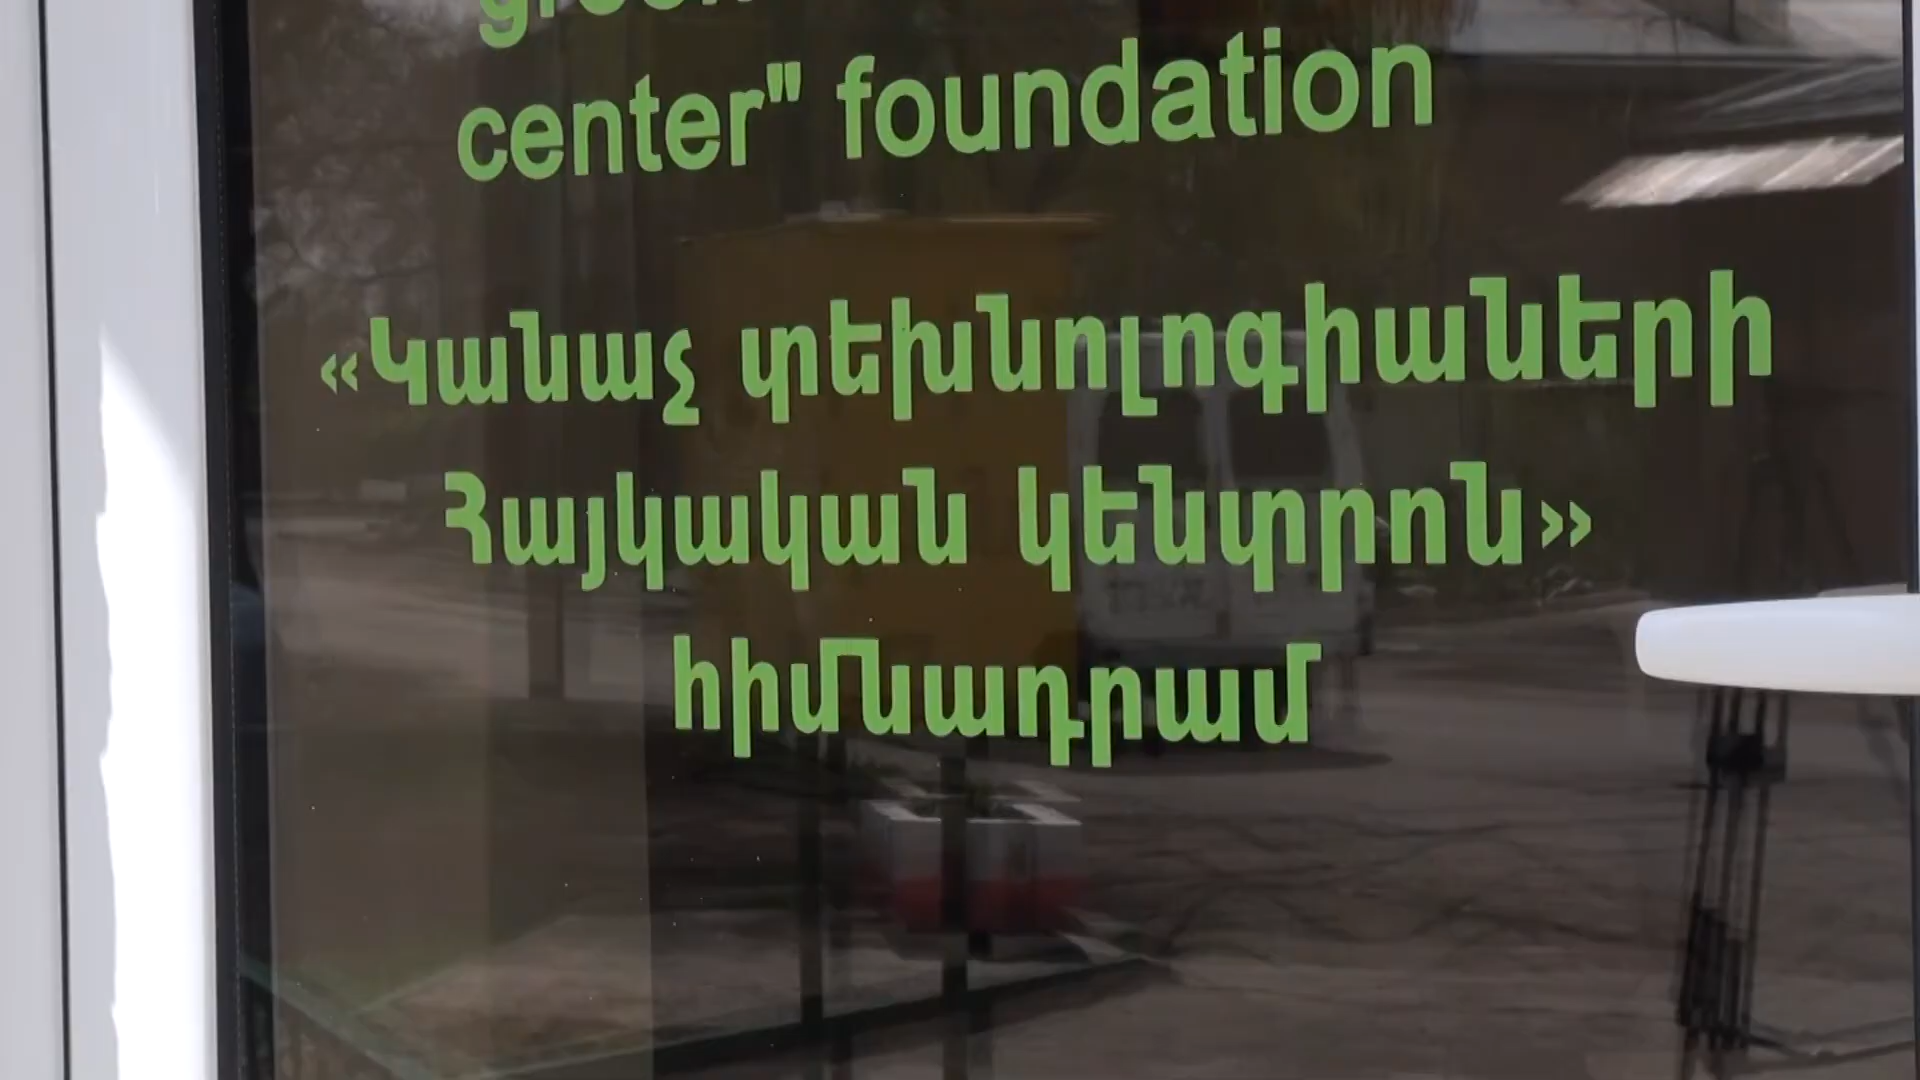 center" foundation
«Կանաչ տեխնոլոգիաների
Հայկական կենտրոն»
հիմնադրամ